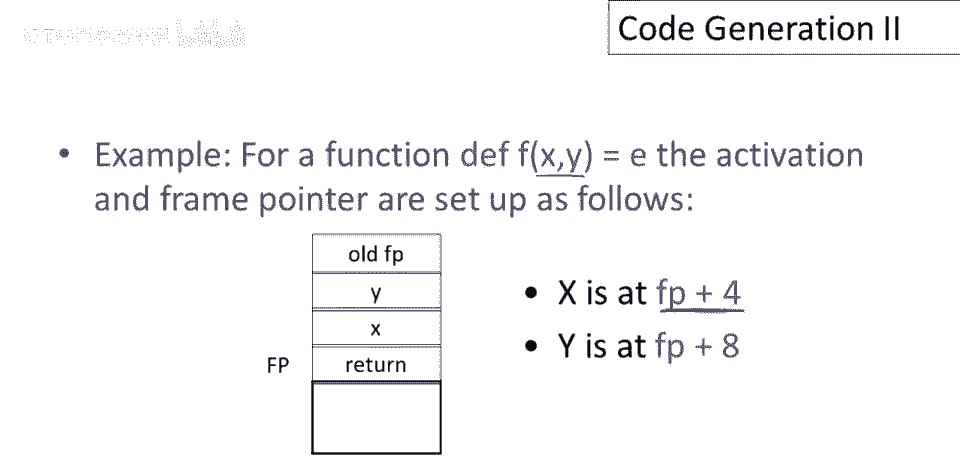 Code Generation II
• Example: For a function def f(x,y) = e the activation
and frame pointer are set up as follows:
old fp
y
x
FP return
• X is at fp + 4
• Y is at fp + 8